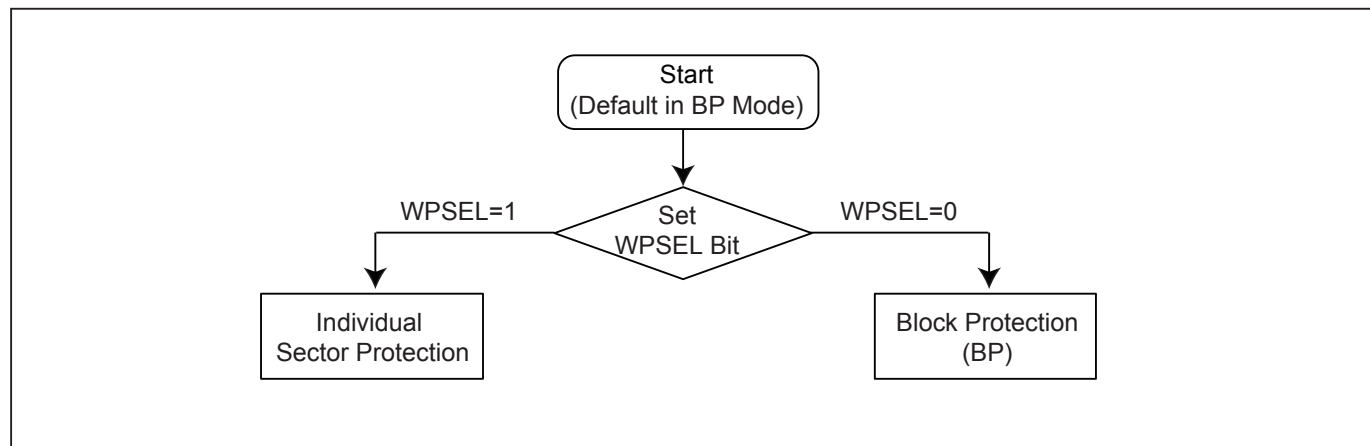 Start
(Default in BP Mode)
WPSEL=1
Set
WPSEL Bit
WPSEL=0
Individual
Sector Protection
Block Protection
(BP)